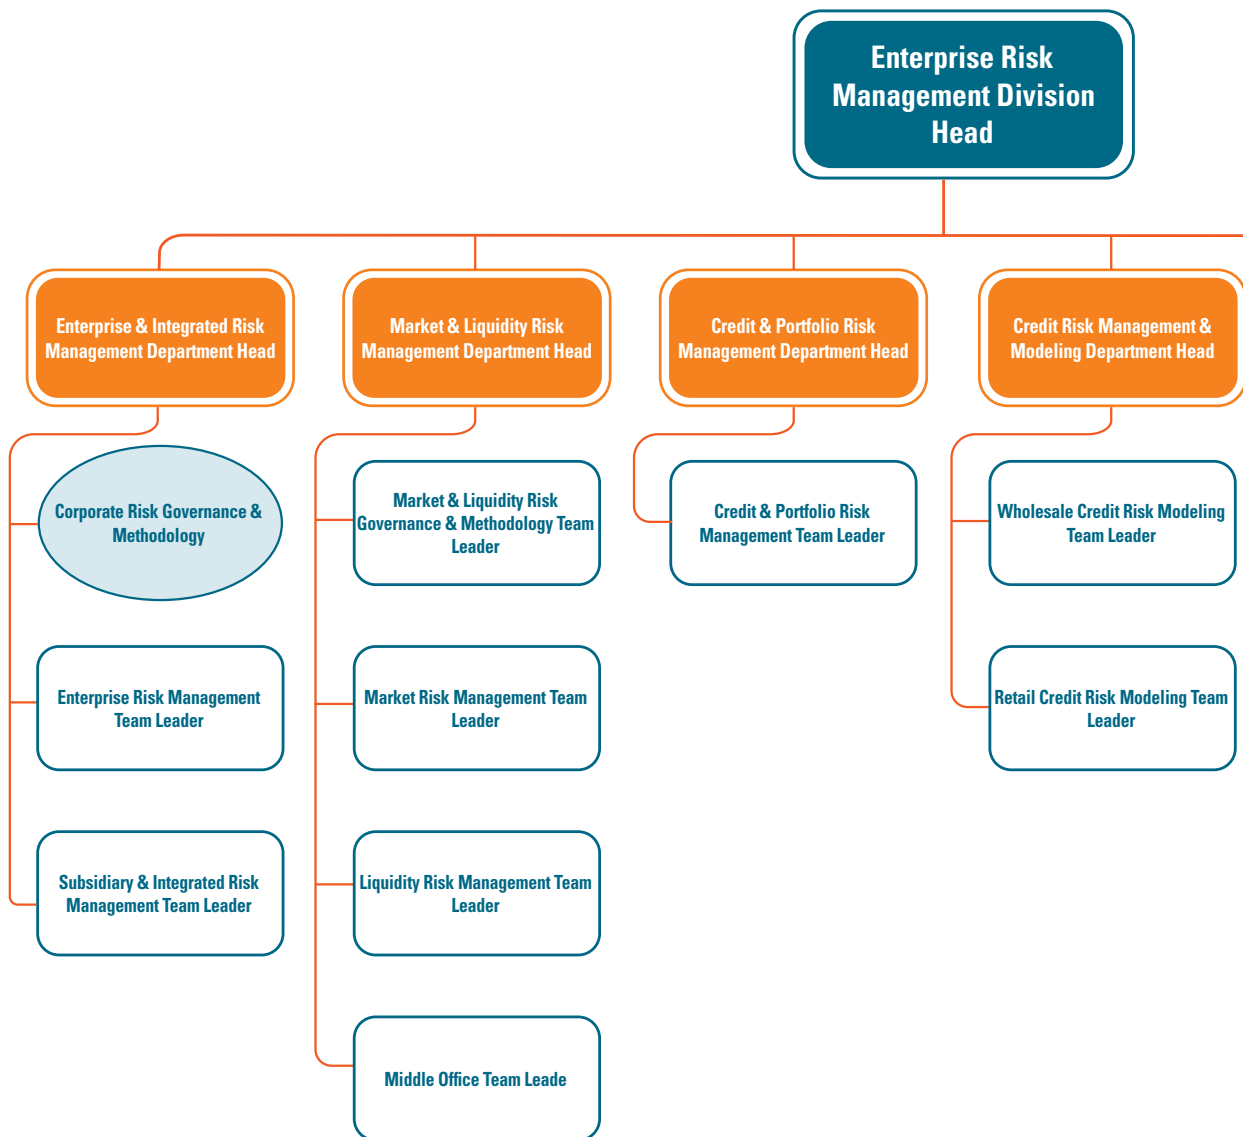 Enterprise Risk
Management Division
Head
Enterprise & Integrated Risk
Management Department Head
Market & Liquidity Risk
Management Department Head
Credit & Portfolio Risk
Management Department Head
Credit Risk Management &
Modeling Department Head
Corporate Risk Governance &
Methodology
Enterprise Risk Management
Team Leader
Subsidiary & Integrated Risk
Management Team Leader
Market & Liquidity Risk
Governance & Methodology Team
Leader
Market Risk Management Team
Leader
Liquidity Risk Management Team
Leader
Middle Office Team Leade
Credit & Portfolio Risk
Management Team Leader
Wholesale Credit Risk Modeling
Team Leader
Retail Credit Risk Modeling Team
Leader